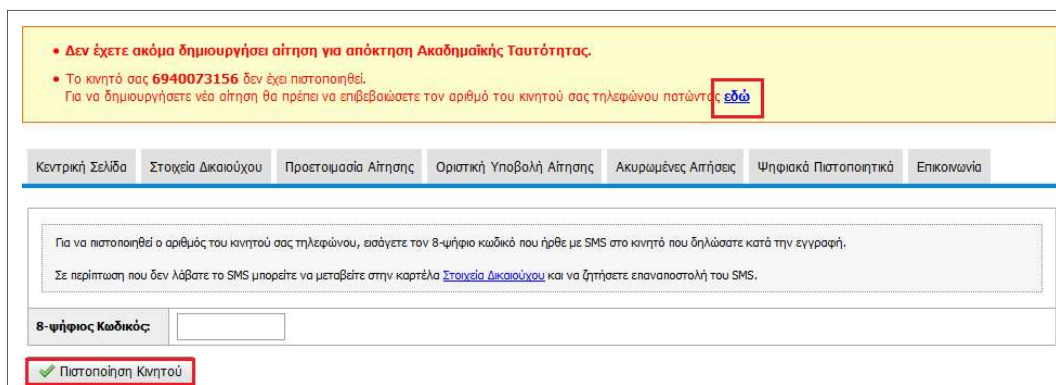 Δεν έχετε ακόμα δημιουργήσει αίτηση για απόκτηση Ακαδημαϊκής Ταυτότητας.
Το κινητό σας 6940073156 δεν έχει πιστοποιηθεί.
Για να δημιουργήσετε νέα αίτηση θα πρέπει να επιβεβαιώσετε τον αριθμό του κινητού σας τηλεφώνου πατώντας εδώ
Κεντρική Σελίδα Στοιχεία Δικαιούχου Προετοιμασία Αίτησης Οριστική Υποβολή Αίτησης Ακυρωμένες Αιτήσεις Ψηφιακά Πιστοποιητικά Επικοινωνία
Για να πιστοποιηθεί ο αριθμός του κινητού σας τηλεφώνου, εισάγετε τον 8-ψήφιο κωδικό που ήρθε με SMS στο κινητό που δηλώσατε κατά την εγγραφή.
Σε περίπτωση που δεν λάβατε το SMS μπορείτε να μεταβείτε στην καρτέλα Στοιχεία Δικαιούχου και να ζητήσετε επαναποστολή του SMS.
8-ψήφιος Κωδικός:
Πιστοποίηση Κινητού